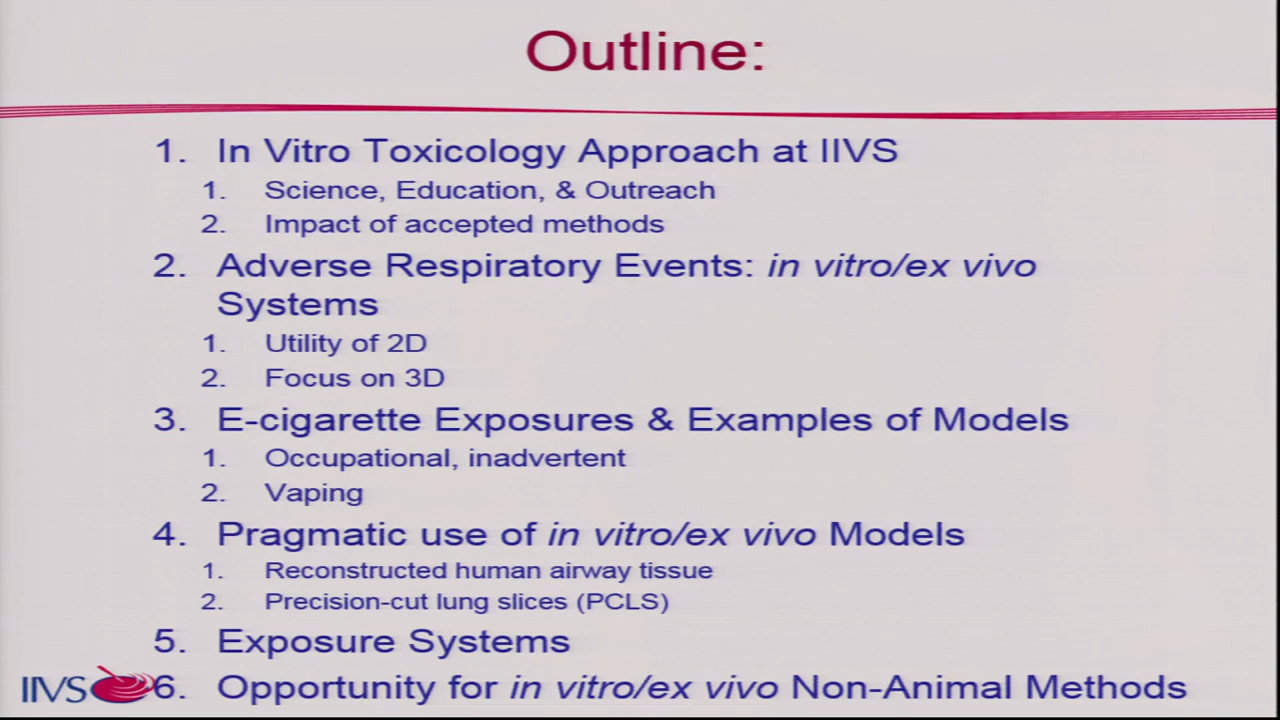 Outline:
1. In Vitro Toxicology Approach at IIVS
1. Science, Education, & Outreach
2. Impact of accepted methods
2. Adverse Respiratory Events: in vitro/ex vivo
Systems
1. Utility of 2D
2. Focus on 3D
3. E-cigarette Exposures & Examples of Models
1. Occupational, inadvertent
2. Vaping
4. Pragmatic use of in vitro/ex vivo Models
1. Reconstructed human airway tissue
2. Precision-cut lung slices (PCLS)
5. Exposure Systems
6. Opportunity for in vitro/ex vivo Non-Animal Methods
IIVS